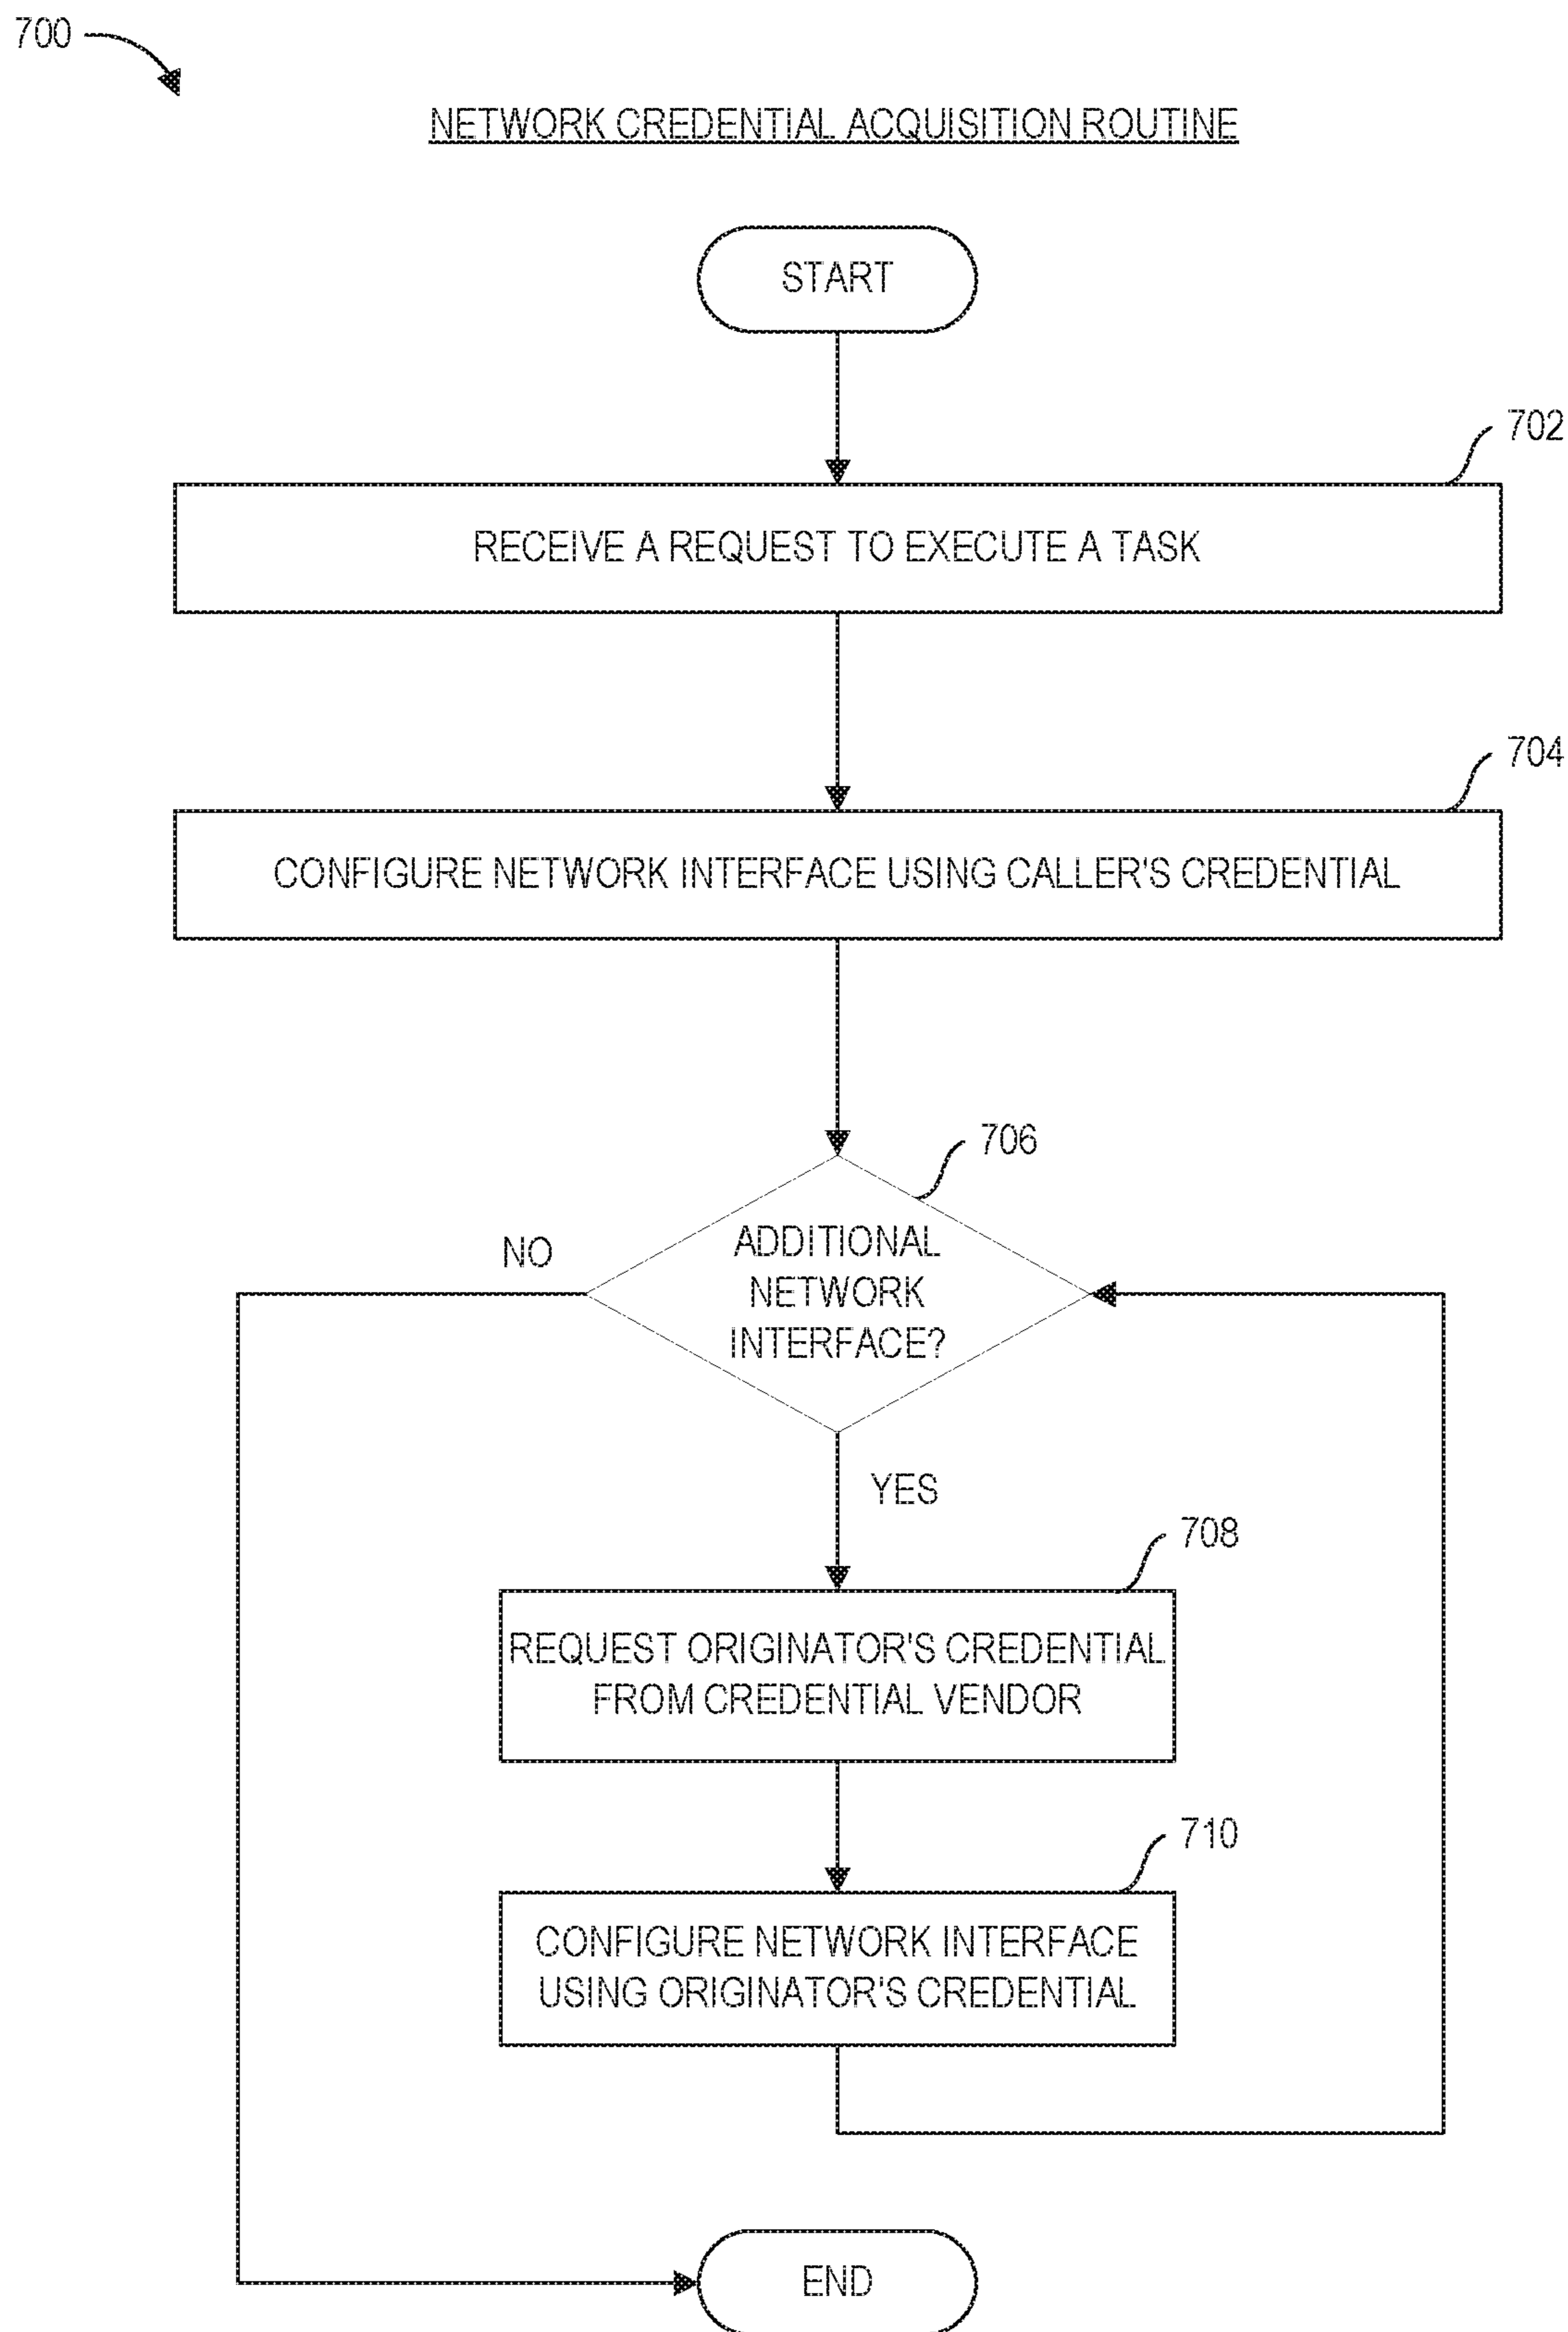 700
NETWORK CREDENTIAL ACQUISITION ROUTINE
START
702
RECEIVE A REQUEST TO EXECUTE A TASK
704
CONFIGURE NETWORK INTERFACE USING CALLER'S CREDENTIAL
706
ADDITIONAL
NETWORK
INTERFACE?
NO
YES
708
REQUEST ORIGINATOR'S CREDENTIAL
FROM CREDENTIAL VENDOR
710
CONFIGURE NETWORK INTERFACE
USING ORIGINATOR'S CREDENTIAL
END